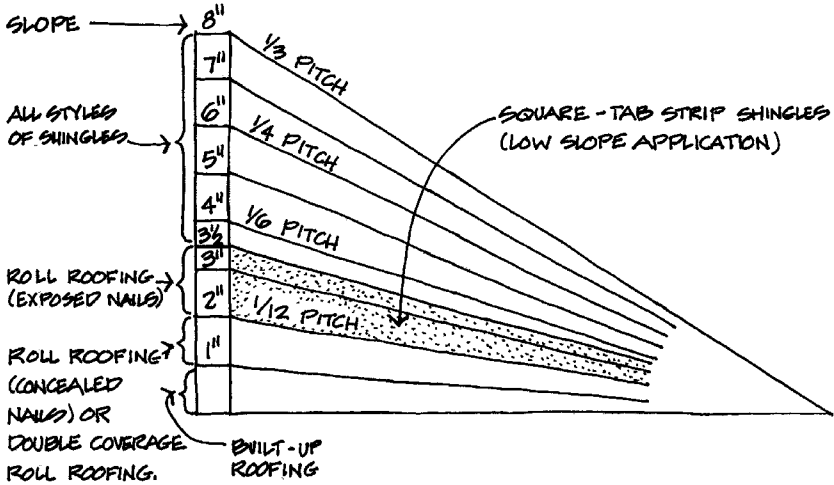 SLOPE
8"
7"
6"
5"
4"
3½
3"
2"
1"
1/3 PITCH
1/4 PITCH
1/6 PITCH
1/12 PITCH
ALL STYLES
OF SHINGLES
SQUARE-TAB STRIP SHINGLES
(LOW SLOPE APPLICATION)
ROLL ROOFING
(EXPOSED NAILS)
ROLL ROOFING
(CONCEALED
NAILS) OR
DOUBLE COVERAGE
ROLL ROOFING.
BUILT-UP
ROOFING